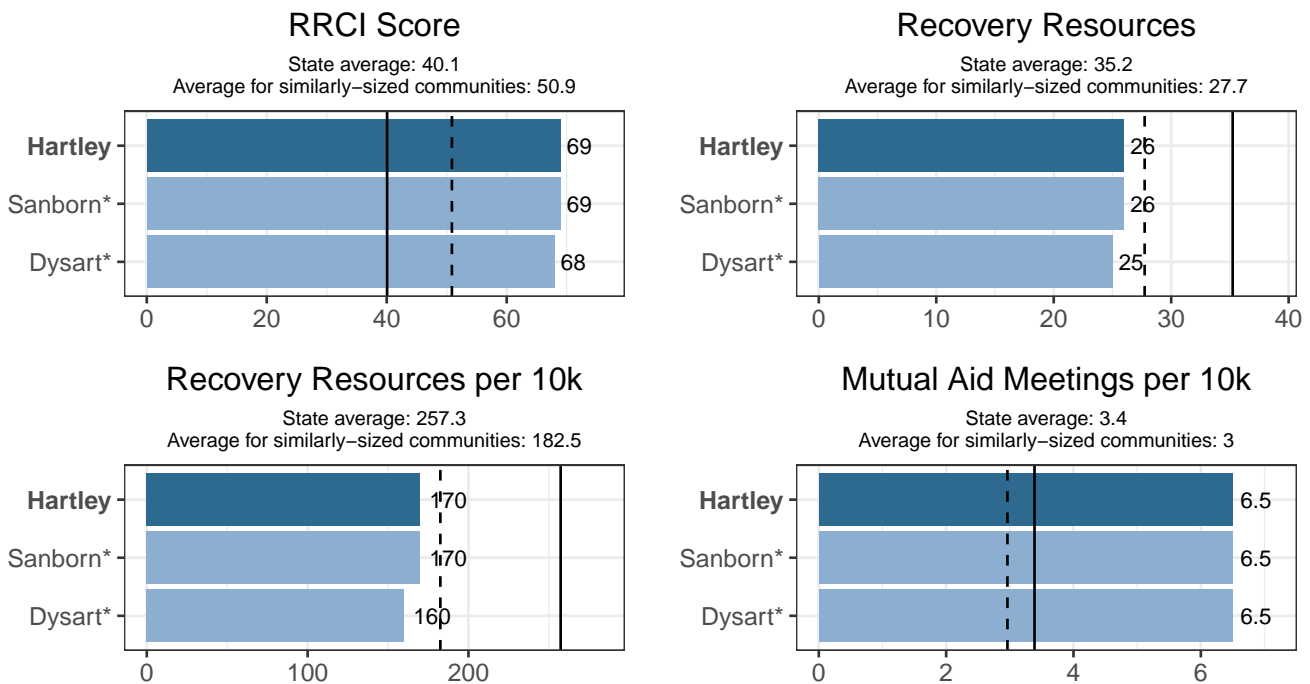 RRCI Score
State average: 40.1
Average for similarly−sized communities: 50.9
Hartley
69
Sanborn*
69
Dysart*
68
0 20 40 60
Recovery Resources
State average: 35.2
Average for similarly−sized communities: 27.7
Hartley
26
Sanborn*
26
Dysart*
25
0 10 20 30 40
Recovery Resources per 10k
State average: 257.3
Average for similarly−sized communities: 182.5
Hartley
170
Sanborn*
170
Dysart*
160
0 100 200
Mutual Aid Meetings per 10k
State average: 3.4
Average for similarly−sized communities: 3
Hartley
6.5
Sanborn*
6.5
Dysart*
6.5
0 2 4 6